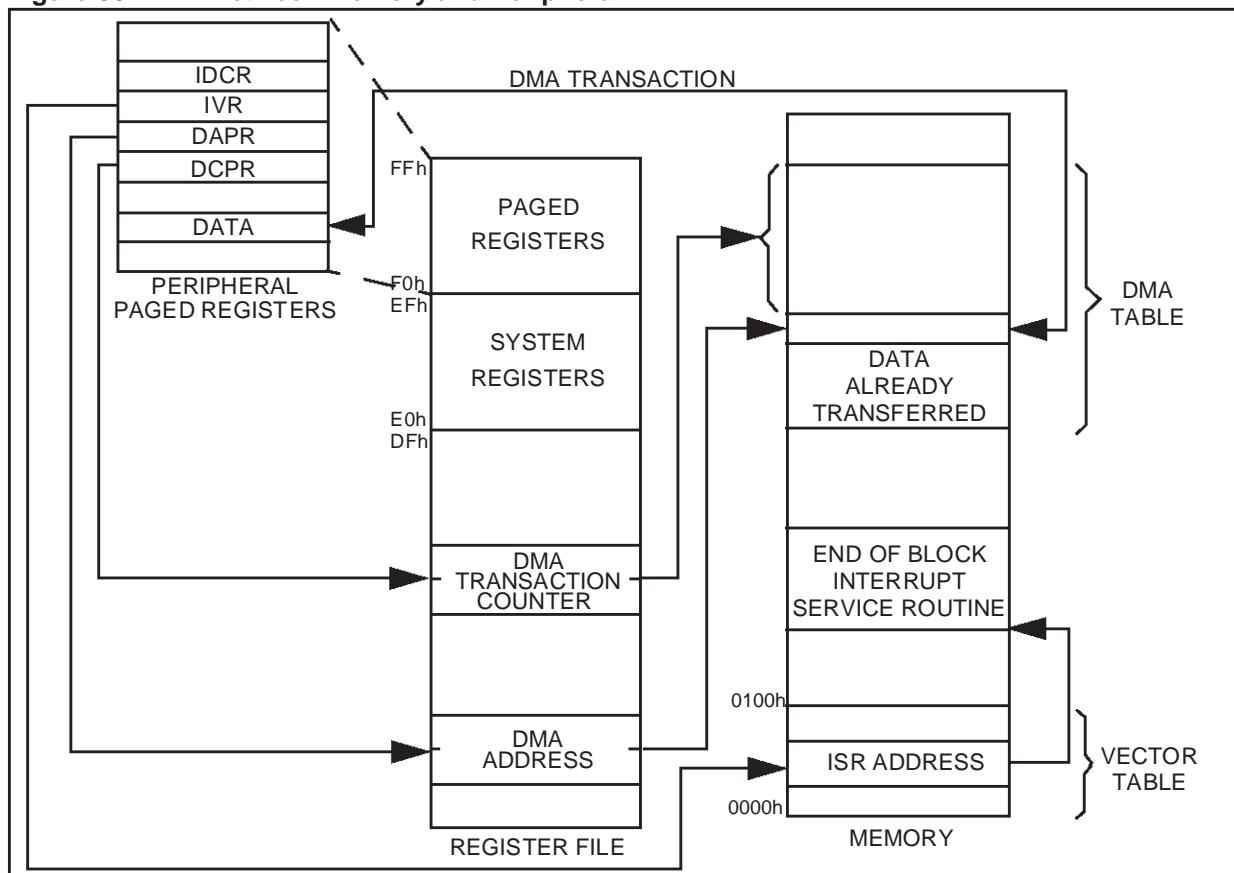 IDCR
IVR
DAPR
DCPR
DATA
PERIPHERAL
PAGED REGISTERS
DMA TRANSACTION
FFh
PAGED
REGISTERS
F0h
EFh
SYSTEM
REGISTERS
E0h
DFh
DMA
TRANSACTION
COUNTER
DMA
ADDRESS
REGISTER FILE
DMA
TABLE
DATA
ALREADY
TRANSFERRED
END OF BLOCK
INTERRUPT
SERVICE ROUTINE
0100h
ISR ADDRESS
0000h
VECTOR
TABLE
MEMORY